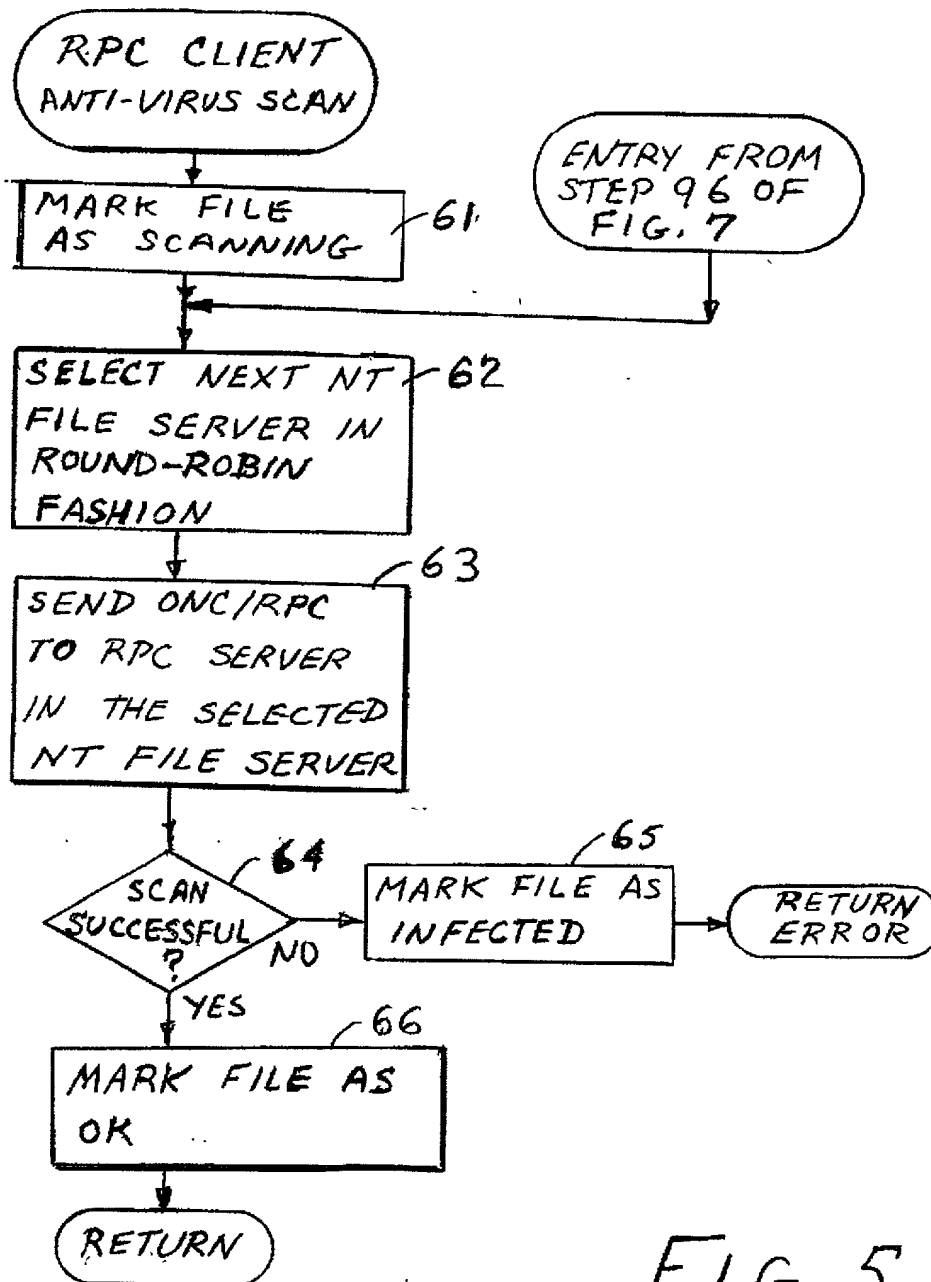 RPC CLIENT
ANTI-VIRUS SCAN
MARK FILE
AS SCANNING
61
ENTRY FROM
STEP 96 OF
FIG. 7
SELECT NEXT NT
FILE SERVER IN
ROUND-ROBIN
FASHION
62
SEND ONC/RPC
TO RPC SERVER
IN THE SELECTED
NT FILE SERVER
63
SCAN
SUCCESSFUL
?
64
NO
YES
MARK FILE AS
INFECTED
65
RETURN
ERROR
MARK FILE AS
OK
66
RETURN
FIG. 5